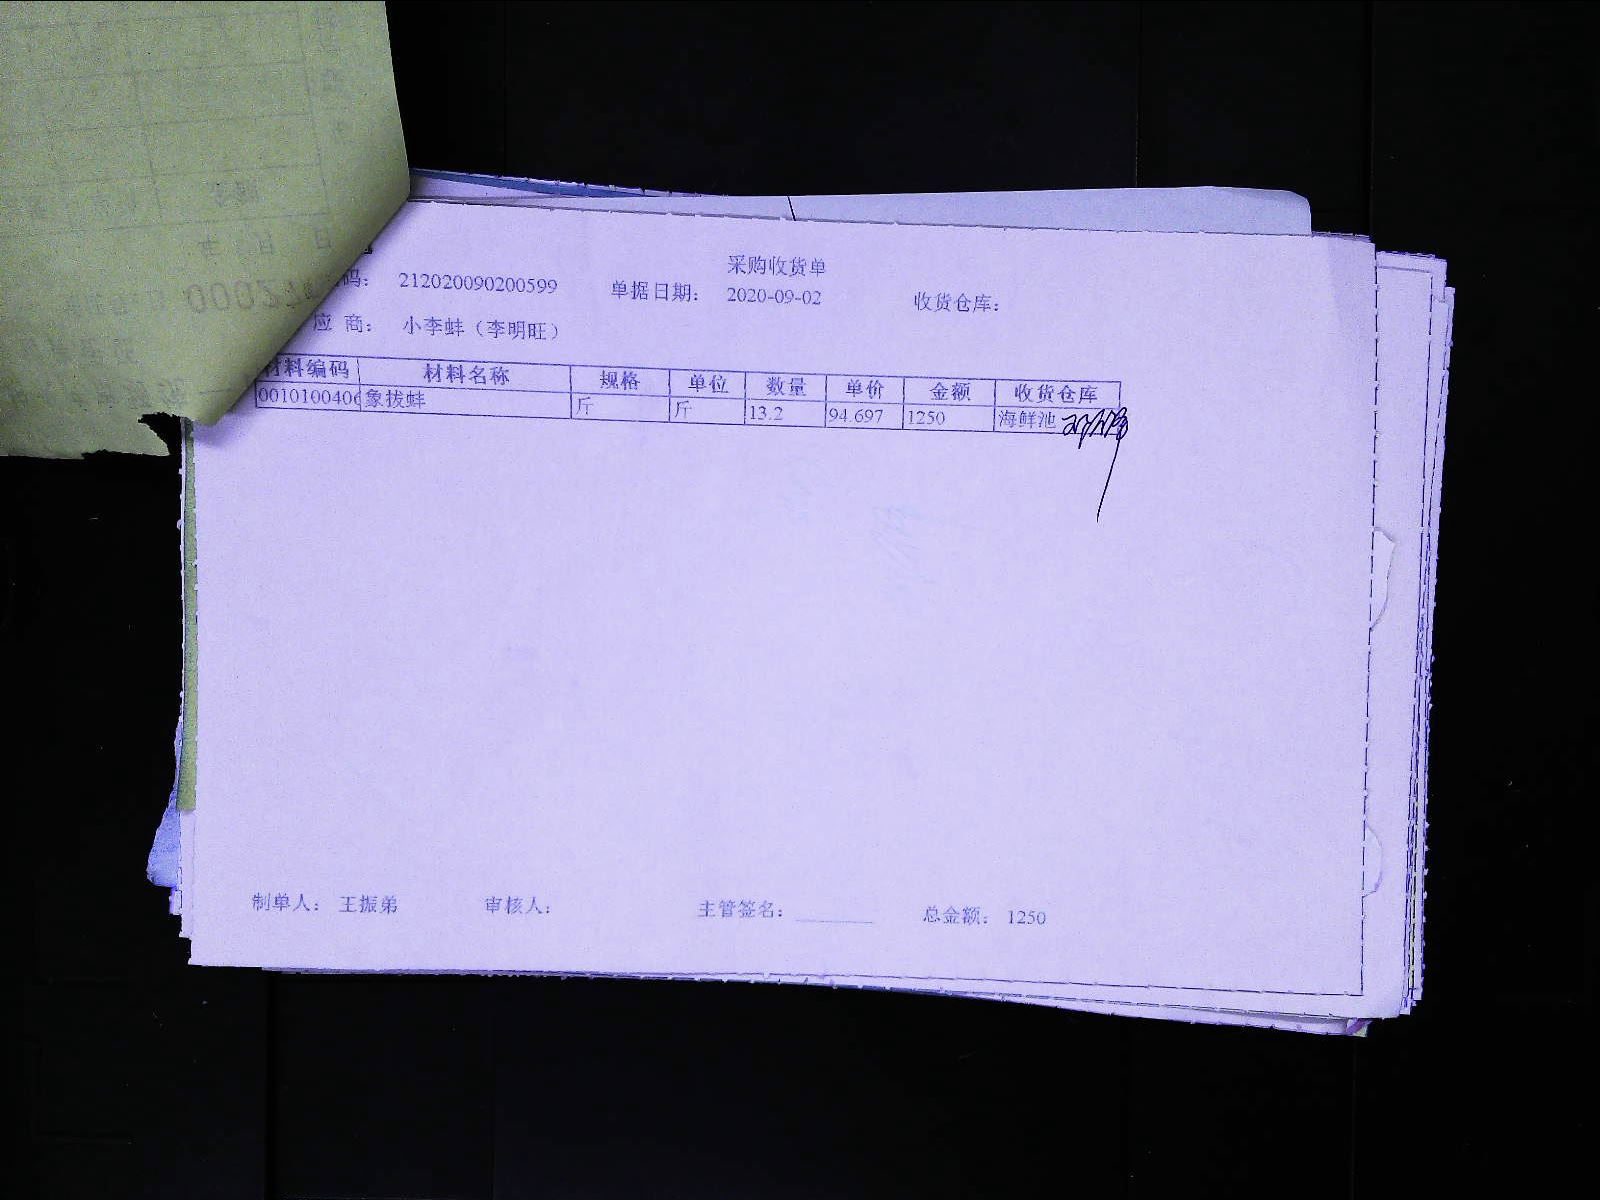 采购收货单
码： 212020090200599 单据日期： 2020-09-02 收货仓库：
应 商： 小李蚌（李明旺）
材料编码 材料名称 规格 单位 数量 单价 金额 收货仓库
0010100406 象拔蚌 斤 斤 13.2 94.697 1250 海鲜池
制单人： 王振弟 审核人： 主管签名： 总金额： 1250